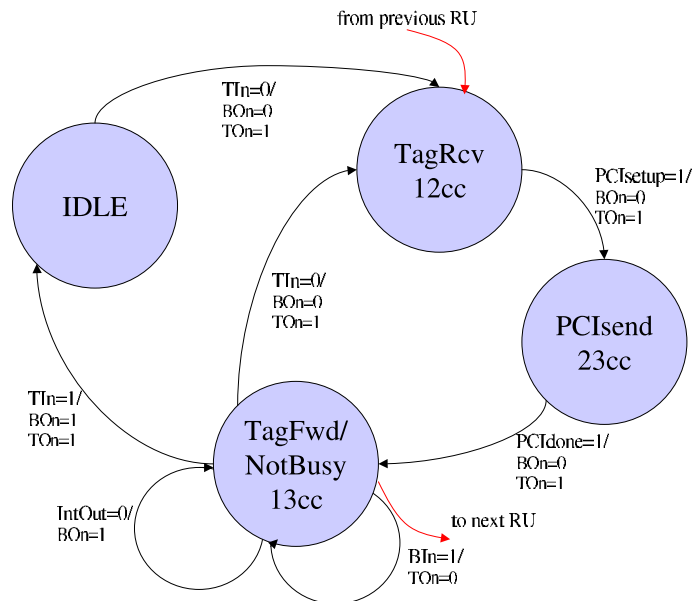 from previous RU
TIn=0/
BOn=0
TOn=1
TagRcv
12cc
PCIsetup=1/
BOn=0
TOn=1
IDLE
TIn=0/
BOn=0
TOn=1
PCIsend
23cc
TIn=1/
BOn=1
TOn=1
TagFwd/
NotBusy
13cc
PCIdone=1/
BOn=0
TOn=1
IntOut=0/
BOn=1
to next RU
BIn=1/
TOn=0